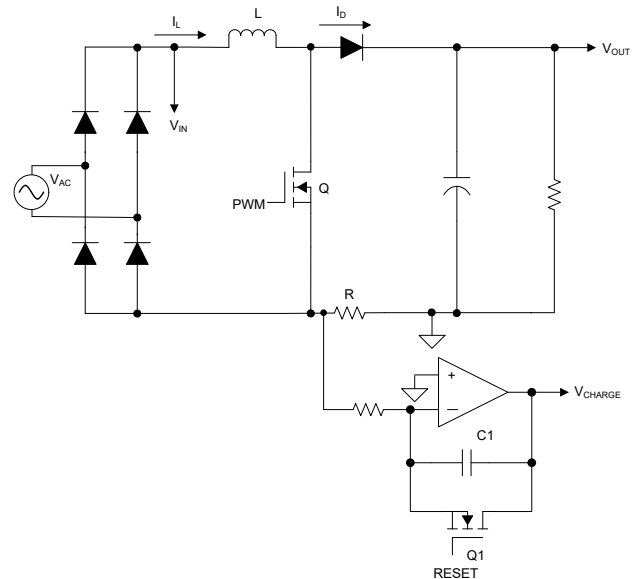 I_L
L
I_D
V_OUT
V_IN
V_AC
Q
PWM
R
+
−
V_CHARGE
C1
Q1
RESET